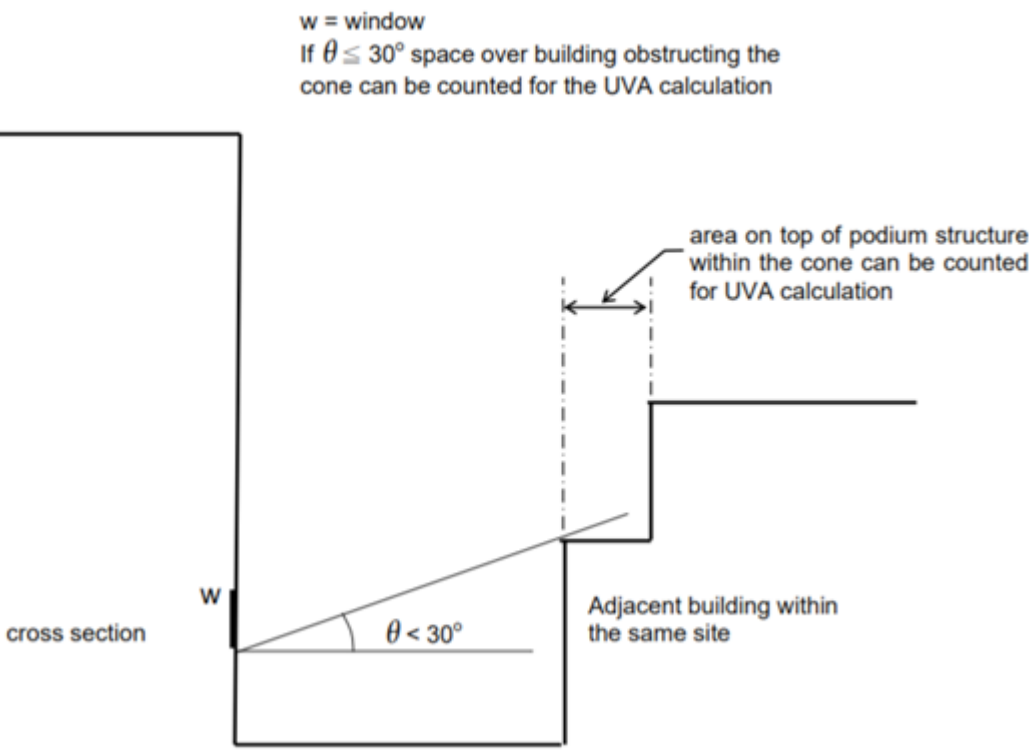 w = window
If θ ≦ 30° space over building obstructing the
cone can be counted for the UVA calculation
area on top of podium structure
within the cone can be counted
for UVA calculation
W
cross section
θ < 30°
Adjacent building within
the same site